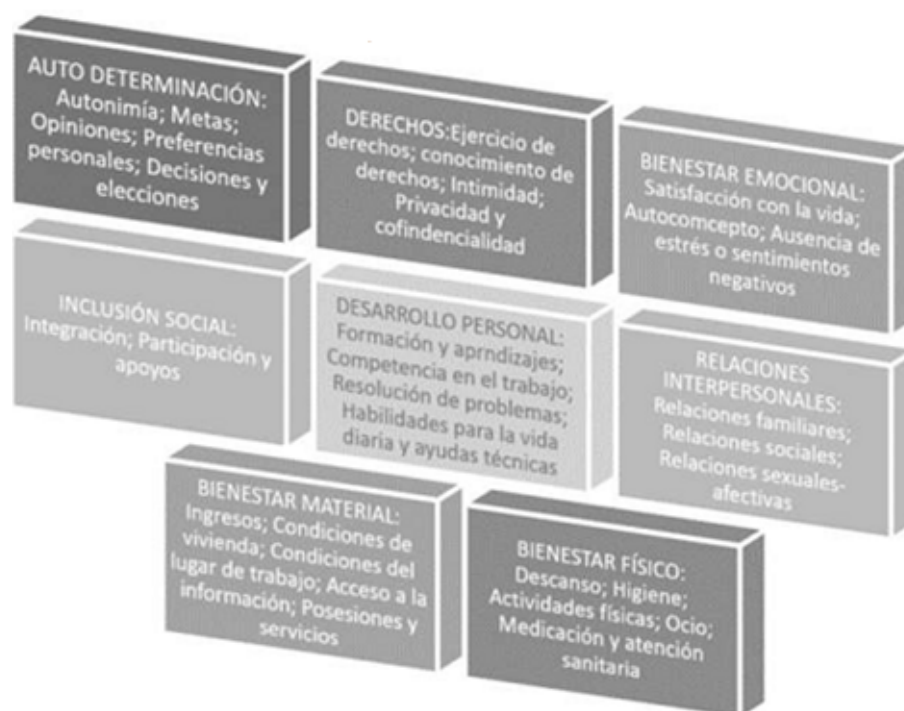 AUTO DETERMINACIÓN:
Autonimía; Metas;
Opiniones; Preferencias
personales; Decisiones y
elecciones
DERECHOS:Ejercicio de
derechos; conocimiento de
derechos; Intimidad;
Privacidad y
cofindencialidad
BIENESTAR EMOCIONAL:
Satisfacción con la vida;
Autocomcepto; Ausencia de
estrés o sentimientos
negativos
INCLUSIÓN SOCIAL:
Integración; Participación y
apoyos
DESARROLLO PERSONAL:
Formación y aprndizajes;
Competencia en el trabajo;
Resolución de problemas;
Habilidades para la vida
diaria y ayudas técnicas
RELACIONES
INTERPERSONALES:
Relaciones familiares;
Relaciones sociales;
Relaciones sexuales-
afectivas
BIENESTAR MATERIAL:
Ingresos; Condiciones de
vivienda; Condiciones del
lugar de trabajo; Acceso a la
información; Posesiones y
servicios
BIENESTAR FÍSICO:
Descanso; Higiene;
Actividades físicas; Ocio;
Medicación y atención
sanitaria